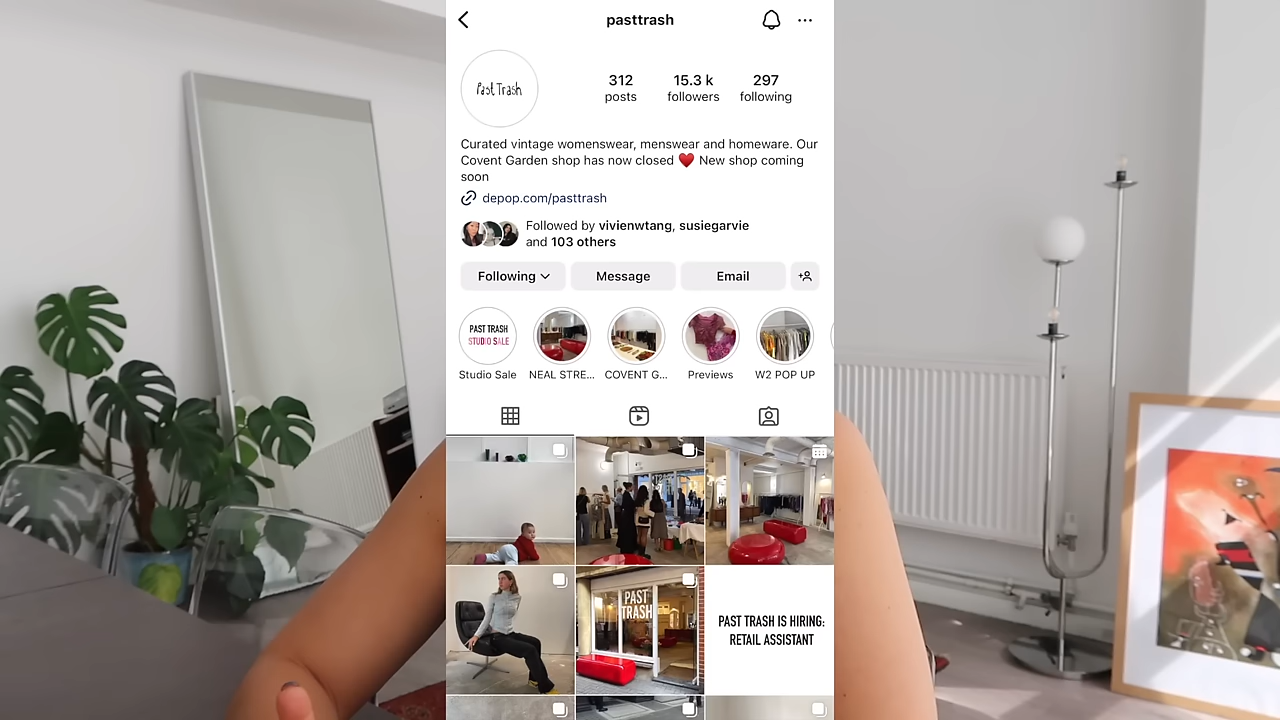 pasttrash
Past Trash
312
posts
15.3 k
followers
297
following
Curated vintage womenswear, menswear and homeware. Our
Covent Garden shop has now closed ❤️ New shop coming
soon
depop.com/pasttrash
Followed by vivienwtang, susiegarvie
and 103 others
Following
Message
Email
PAST TRASH
STUDIO SALE
Studio Sale
NEAL STRE...
COVENT G...
Previews
W2 POP UP
PAST
TRASH
PAST TRASH IS HIRING:
RETAIL ASSISTANT